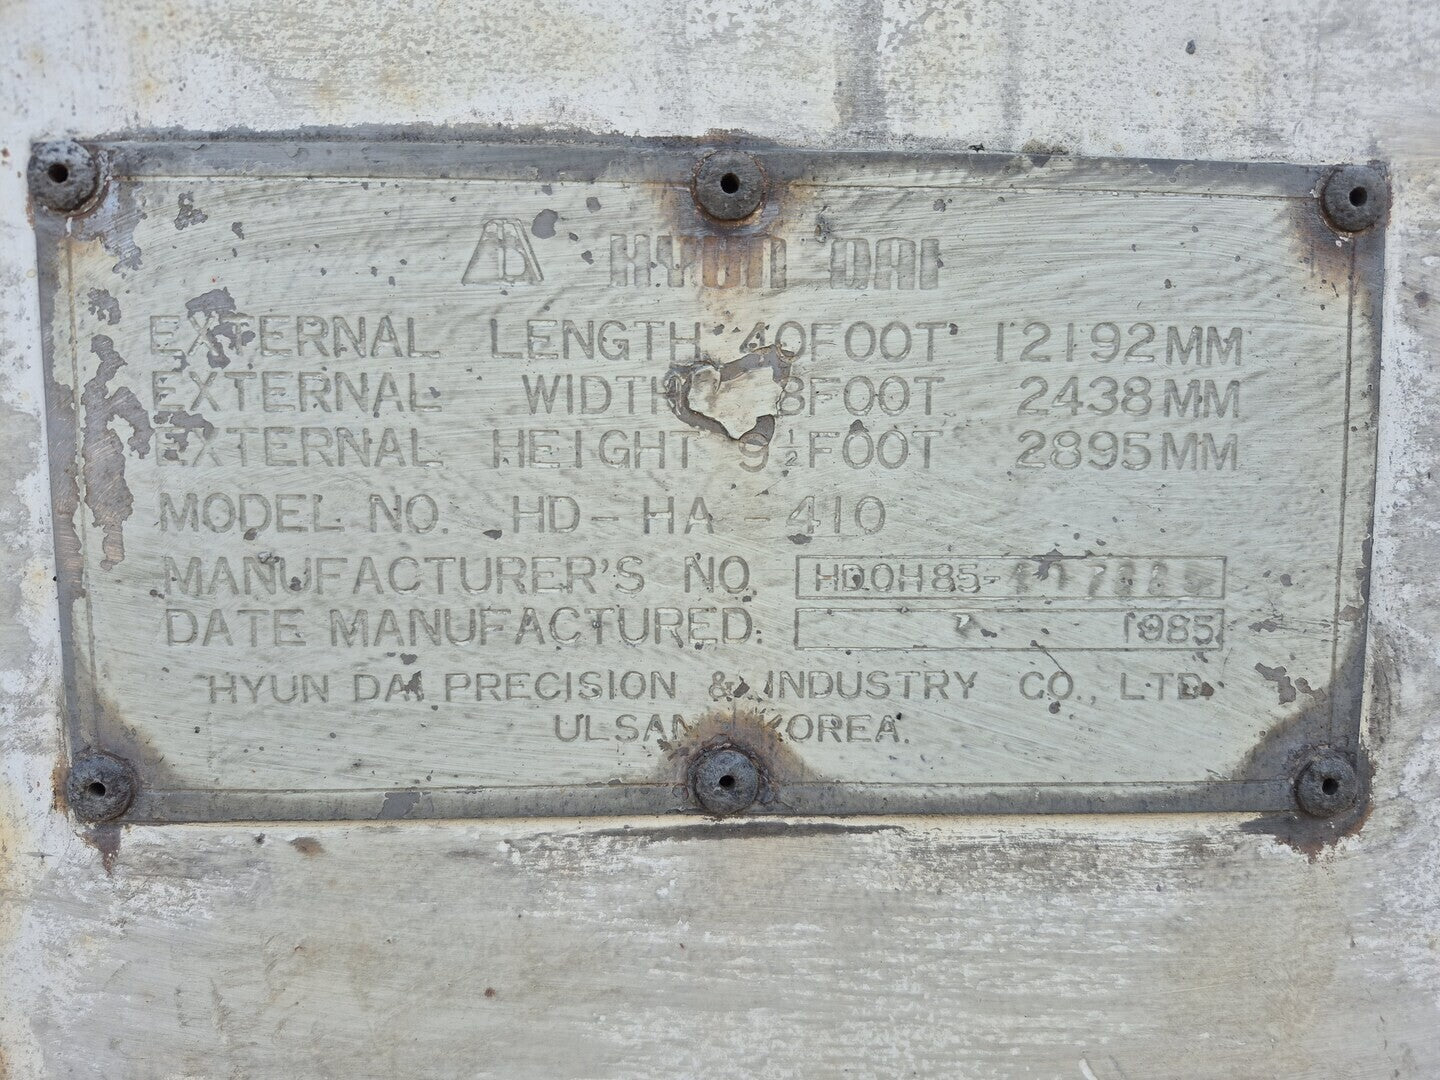 HYUN DAI
EXTERNAL LENGTH 40FOOT 12192MM
EXTERNAL WIDTH 8FOOT 2438MM
EXTERNAL HEIGHT 9½FOOT 2895MM
MODEL NO. HD-HA-410
MANUFACTURER'S NO. HDOH85-
DATE MANUFACTURED: 1985
HYUN DAI PRECISION & INDUSTRY CO., LTD.
ULSAN KOREA.